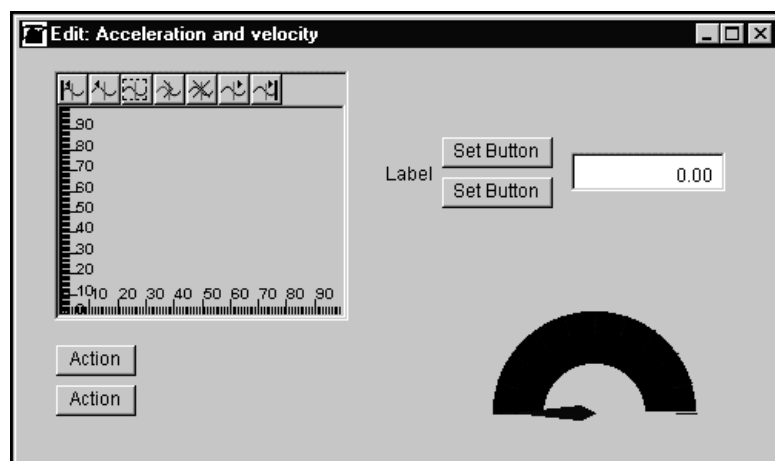 Edit: Acceleration and velocity
90
80
70
60
50
40
30
20
10
0
10 20 30 40 50 60 70 80 90
Label
Set Button
Set Button
0.00
Action
Action